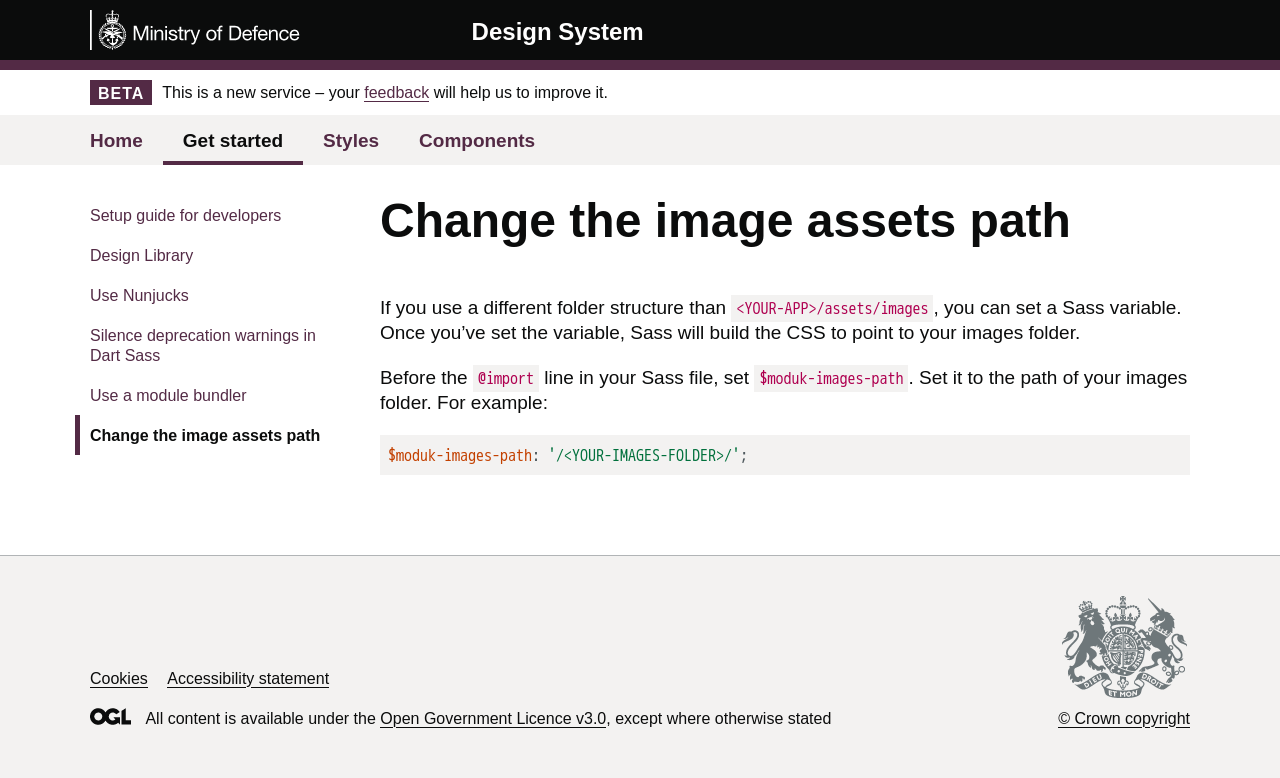 Ministry of Defence
Design System
BETA This is a new service – your feedback will help us to improve it.
Home Get started Styles Components
Setup guide for developers
Design Library
Use Nunjucks
Silence deprecation warnings in
Dart Sass
Use a module bundler
Change the image assets path
Change the image assets path
If you use a different folder structure than <YOUR-APP>/assets/images, you can set a Sass variable.
Once you’ve set the variable, Sass will build the CSS to point to your images folder.
Before the @import line in your Sass file, set $moduk-images-path. Set it to the path of your images
folder. For example:
$moduk-images-path: '/<YOUR-IMAGES-FOLDER>/';
Cookies Accessibility statement
OGL All content is available under the Open Government Licence v3.0, except where otherwise stated
DIEU ET MON DROIT
© Crown copyright